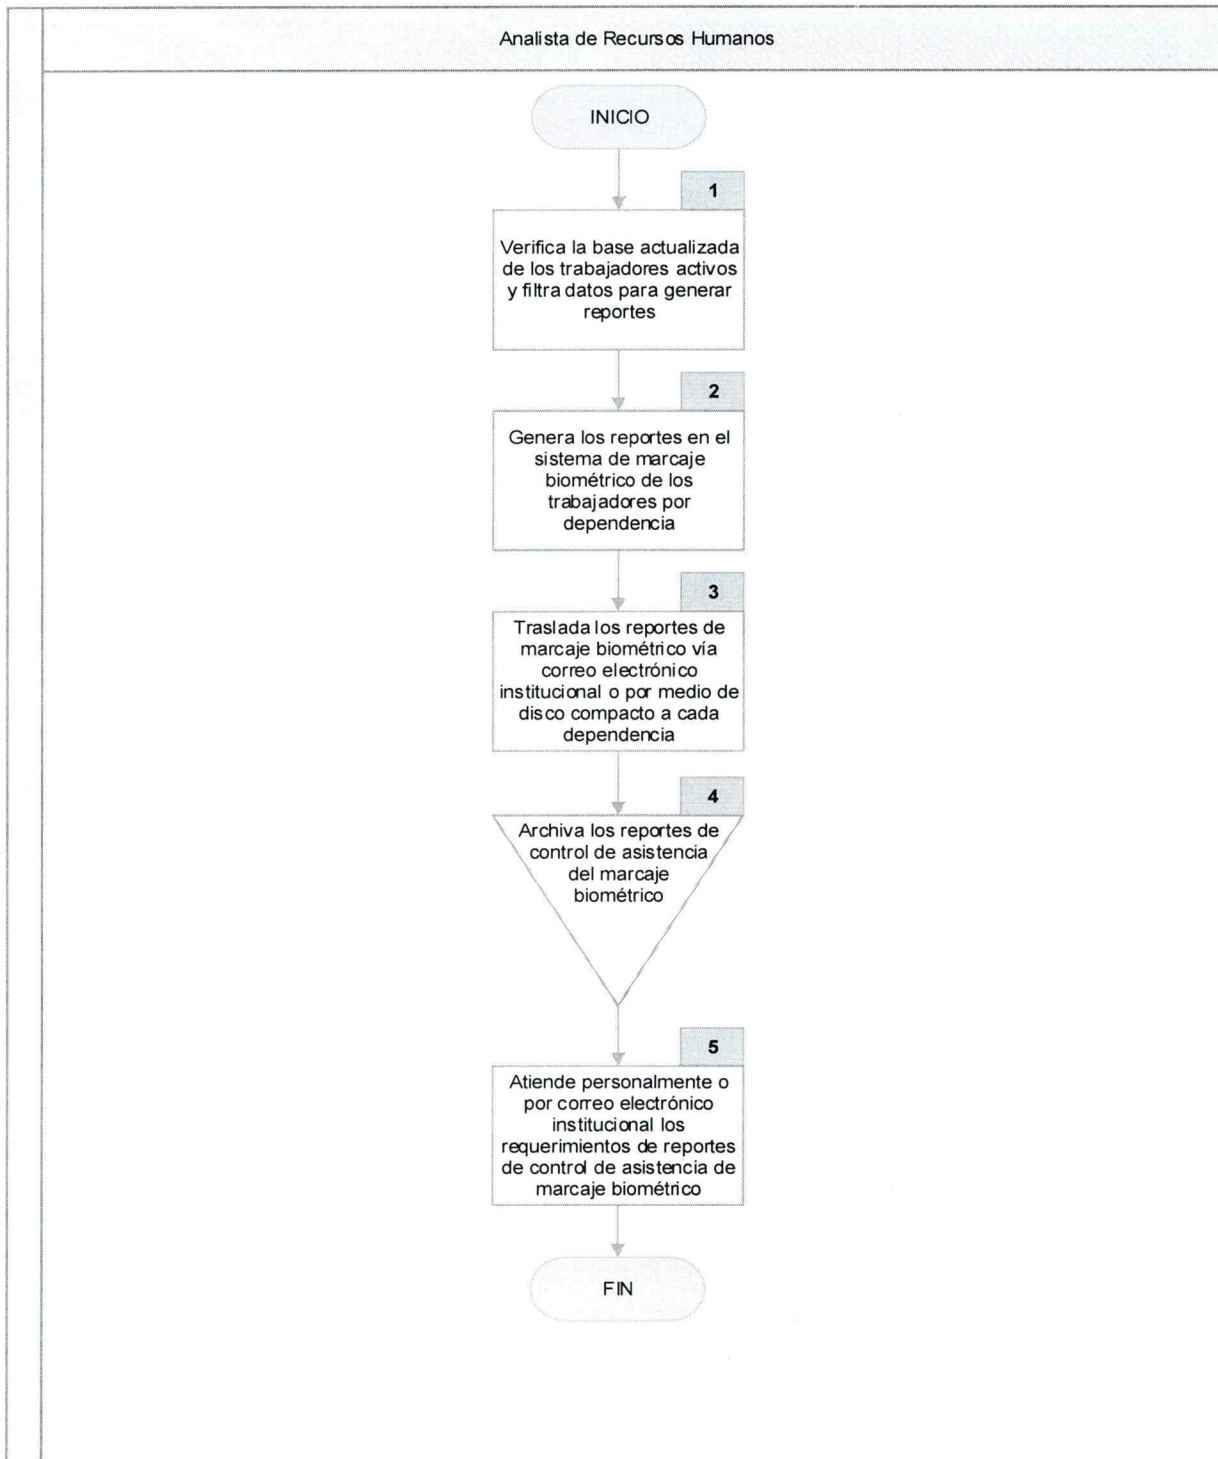 Analista de Recursos Humanos
INICIO
1
Verifica la base actualizada
de los trabajadores activos
y filtra datos para generar
reportes
2
Genera los reportes en el
sistema de marcaje
biométrico de los
trabajadores por
dependencia
3
Traslada los reportes de
marcaje biométrico vía
correo electrónico
institucional o por medio de
disco compacto a cada
dependencia
4
Archiva los reportes de
control de asistencia
del marcaje
biométrico
5
Atiende personalmente o
por correo electrónico
institucional los
requerimientos de reportes
de control de asistencia de
marcaje biométrico
FIN